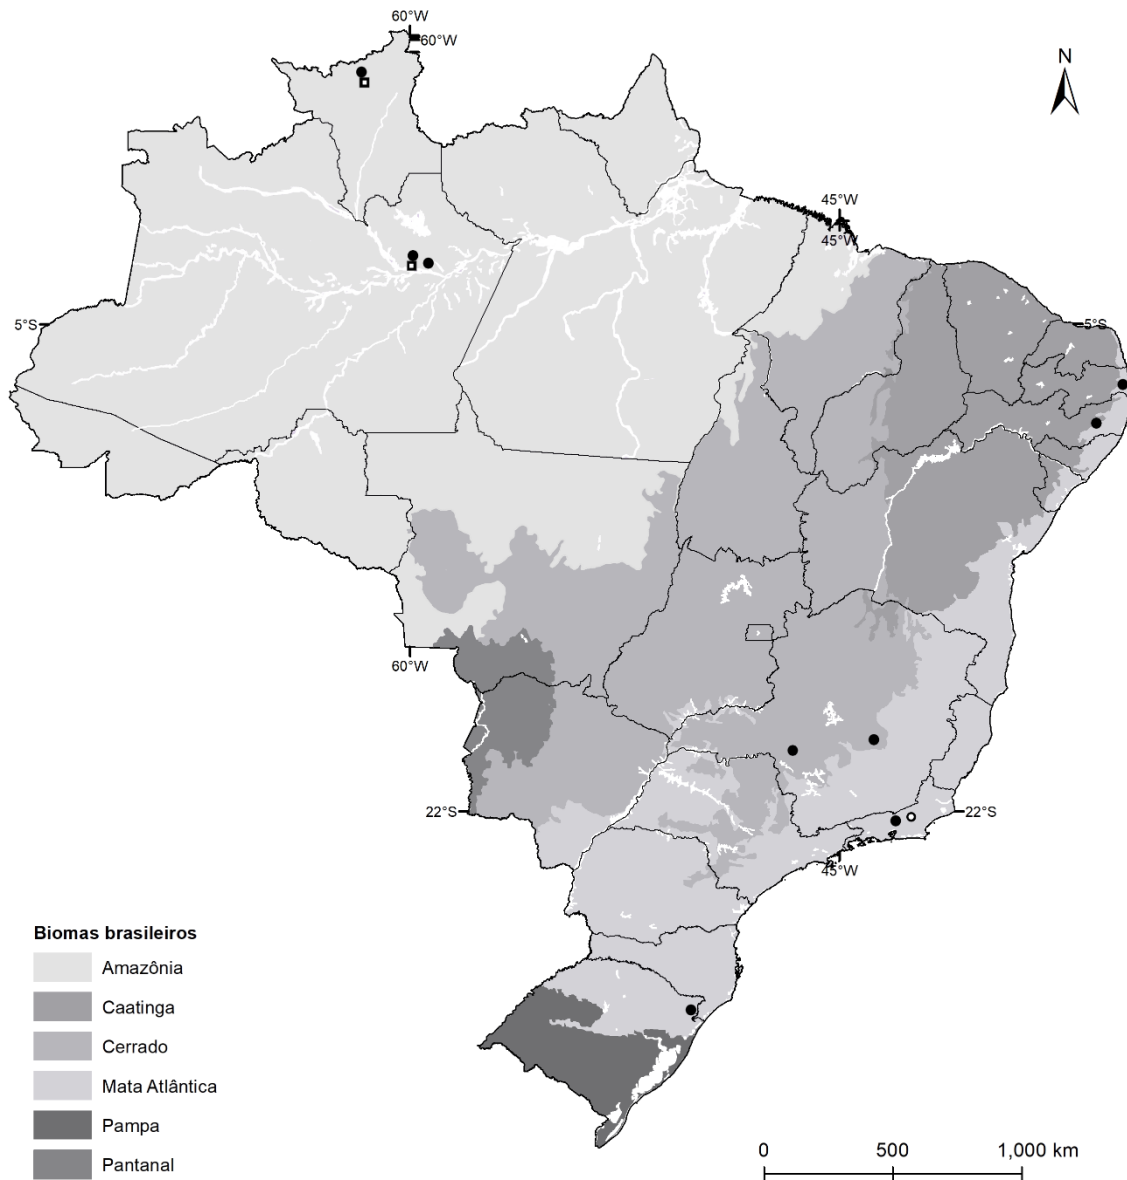 60°W
60°W
N
45°W
45°W
5°S
5°S
60°W
22°S
22°S
45°W
Biomas brasileiros
Amazônia
Caatinga
Cerrado
Mata Atlântica
Pampa
Pantanal
0 500 1,000 km